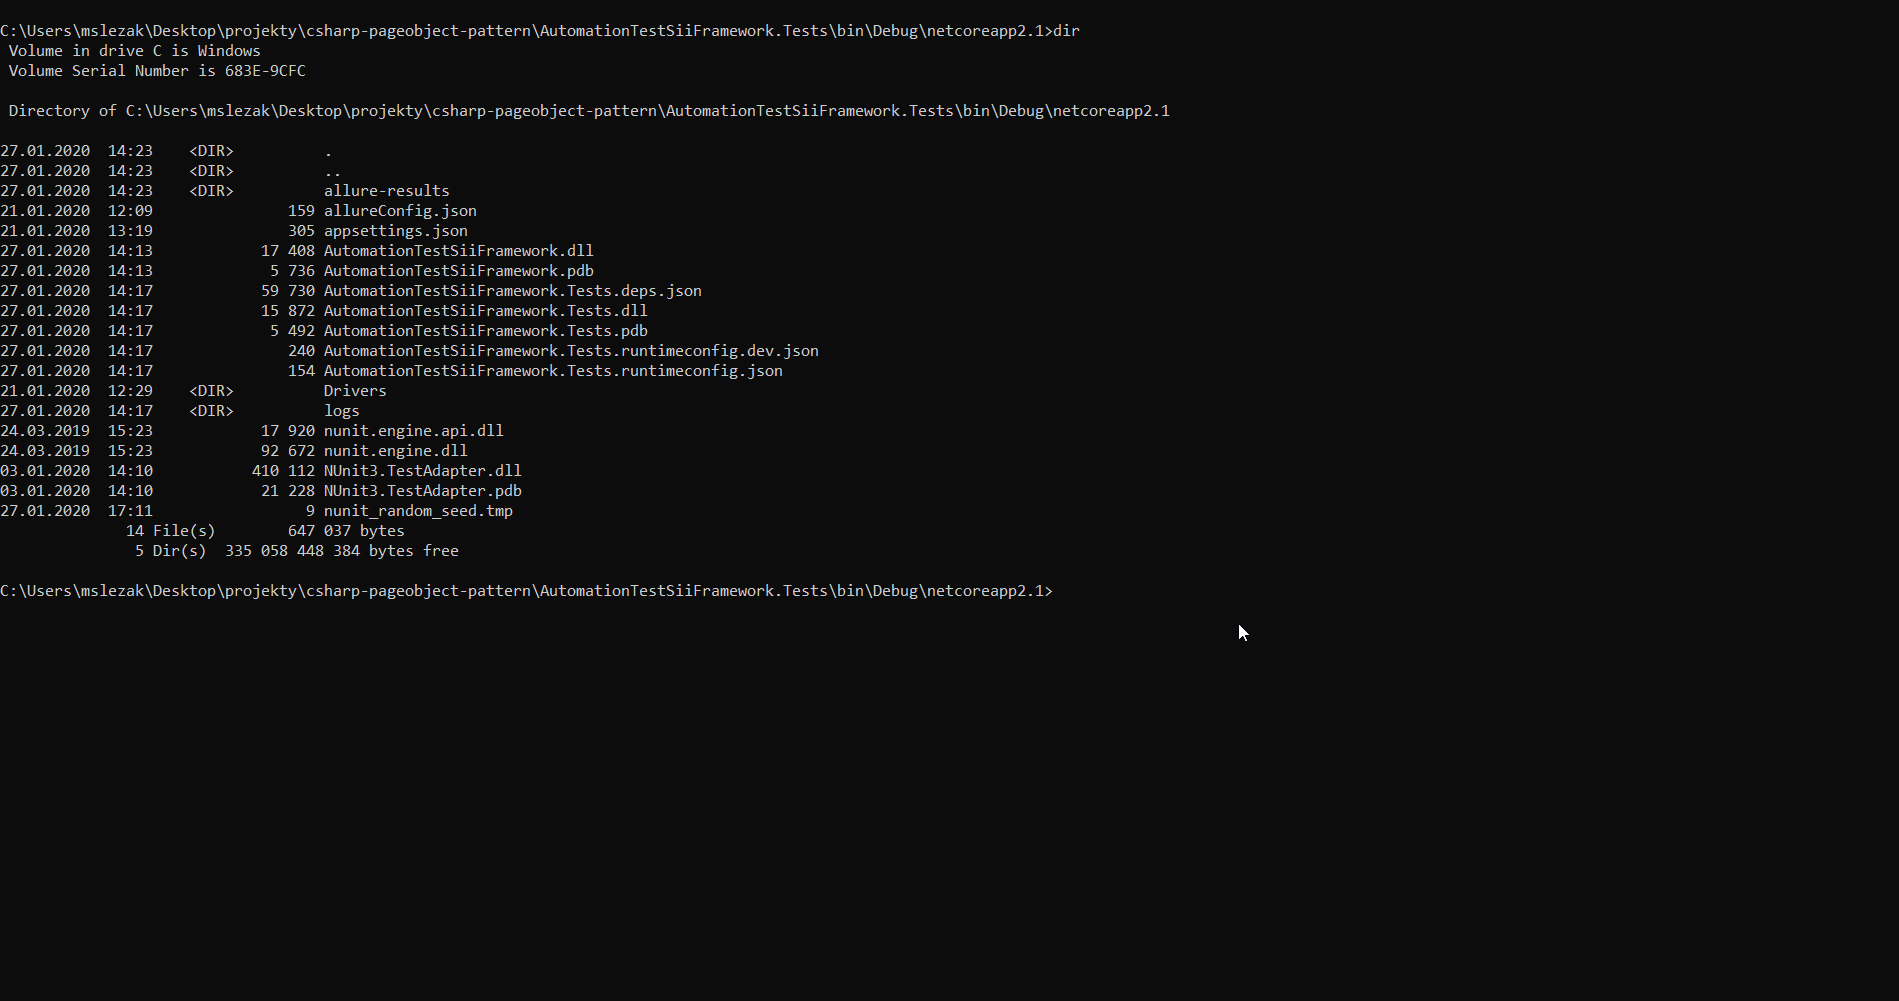 C:\Users\mslezak\Desktop\projekty\csharp-pageobject-pattern\AutomationTestSiiFramework.Tests\bin\Debug\netcoreapp2.1>dir
 Volume in drive C is Windows
 Volume Serial Number is 683E-9CFC

 Directory of C:\Users\mslezak\Desktop\projekty\csharp-pageobject-pattern\AutomationTestSiiFramework.Tests\bin\Debug\netcoreapp2.1

27.01.2020  14:23    <DIR>          .
27.01.2020  14:23    <DIR>          ..
27.01.2020  14:23    <DIR>          allure-results
21.01.2020  12:09               159 allureConfig.json
21.01.2020  13:19               305 appsettings.json
27.01.2020  14:13            17 408 AutomationTestSiiFramework.dll
27.01.2020  14:13             5 736 AutomationTestSiiFramework.pdb
27.01.2020  14:17            59 730 AutomationTestSiiFramework.Tests.deps.json
27.01.2020  14:17            15 872 AutomationTestSiiFramework.Tests.dll
27.01.2020  14:17             5 492 AutomationTestSiiFramework.Tests.pdb
27.01.2020  14:17               240 AutomationTestSiiFramework.Tests.runtimeconfig.dev.json
27.01.2020  14:17               154 AutomationTestSiiFramework.Tests.runtimeconfig.json
21.01.2020  12:29    <DIR>          Drivers
27.01.2020  14:17    <DIR>          logs
24.03.2019  15:23            17 920 nunit.engine.api.dll
24.03.2019  15:23            92 672 nunit.engine.dll
03.01.2020  14:10           410 112 NUnit3.TestAdapter.dll
03.01.2020  14:10            21 228 NUnit3.TestAdapter.pdb
27.01.2020  17:11                 9 nunit_random_seed.tmp
              14 File(s)        647 037 bytes
               5 Dir(s)  335 058 448 384 bytes free

C:\Users\mslezak\Desktop\projekty\csharp-pageobject-pattern\AutomationTestSiiFramework.Tests\bin\Debug\netcoreapp2.1>